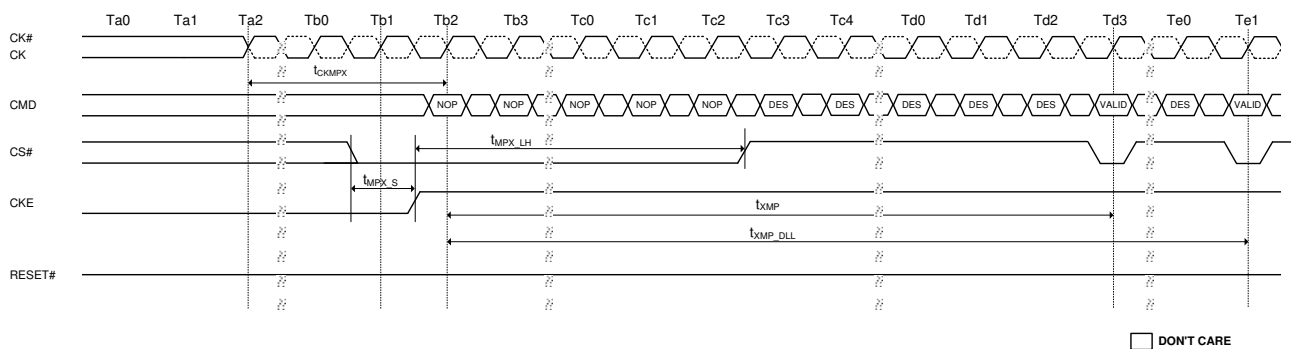 Ta0 Ta1 Ta2 Tb0 Tb1 Tb2 Tb3 Tc0 Tc1 Tc2 Tc3 Tc4 Td0 Td1 Td2 Td3 Te0 Te1
CK#
CK
tCKMPX
CMD NOP NOP NOP NOP NOP DES DES DES DES DES VALID DES VALID
CS#
tMPX_LH
tMPX_S
CKE
tXMP
tXMP_DLL
RESET#
DON'T CARE